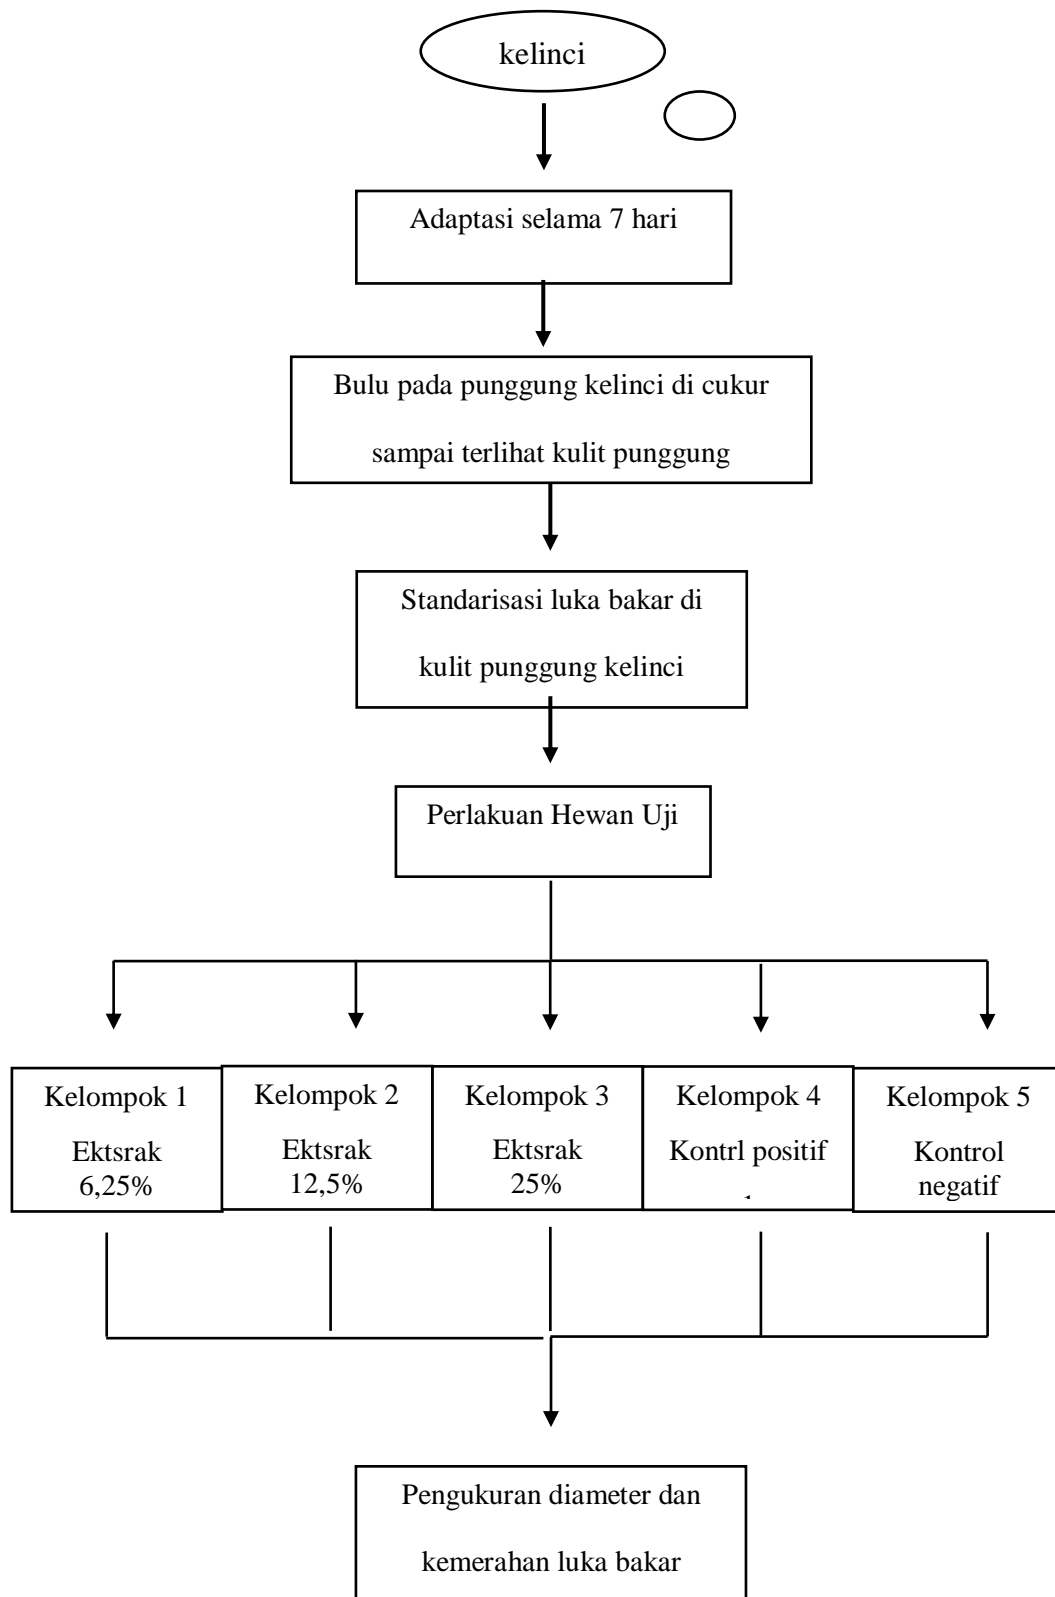 kelinci
Adaptasi selama 7 hari
Bulu pada punggung kelinci di cukur
sampai terlihat kulit punggung
Standarisasi luka bakar di
kulit punggung kelinci
Perlakuan Hewan Uji
Kelompok 1
Ektsrak
6,25%
Kelompok 2
Ektsrak
12,5%
Kelompok 3
Ektsrak
25%
Kelompok 4
Kontrl positif
Kelompok 5
Kontrol
negatif
Pengukuran diameter dan
kemerahan luka bakar